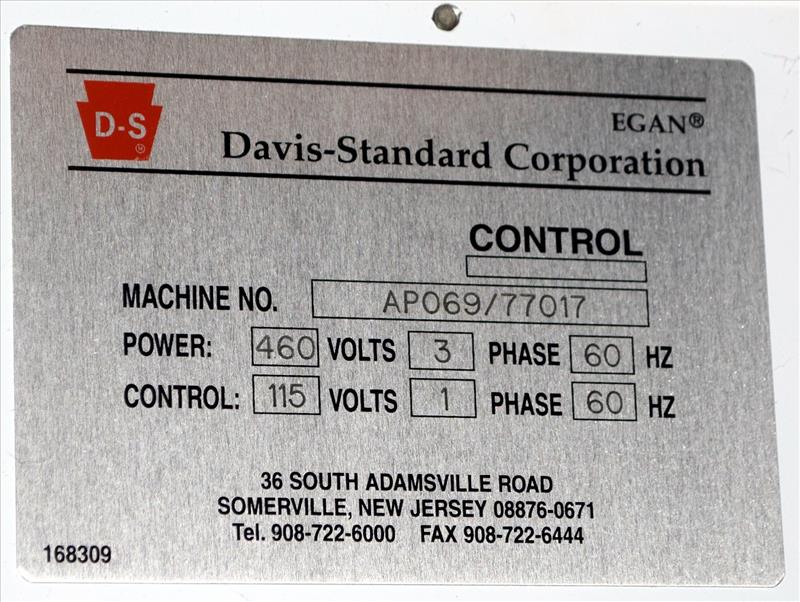 D-S
®
EGAN®
Davis-Standard Corporation
CONTROL
MACHINE NO. AP069/77017
POWER: 460 VOLTS 3 PHASE 60 HZ
CONTROL: 115 VOLTS 1 PHASE 60 HZ
36 SOUTH ADAMSVILLE ROAD
SOMERVILLE, NEW JERSEY 08876-0671
Tel. 908-722-6000 FAX 908-722-6444
168309